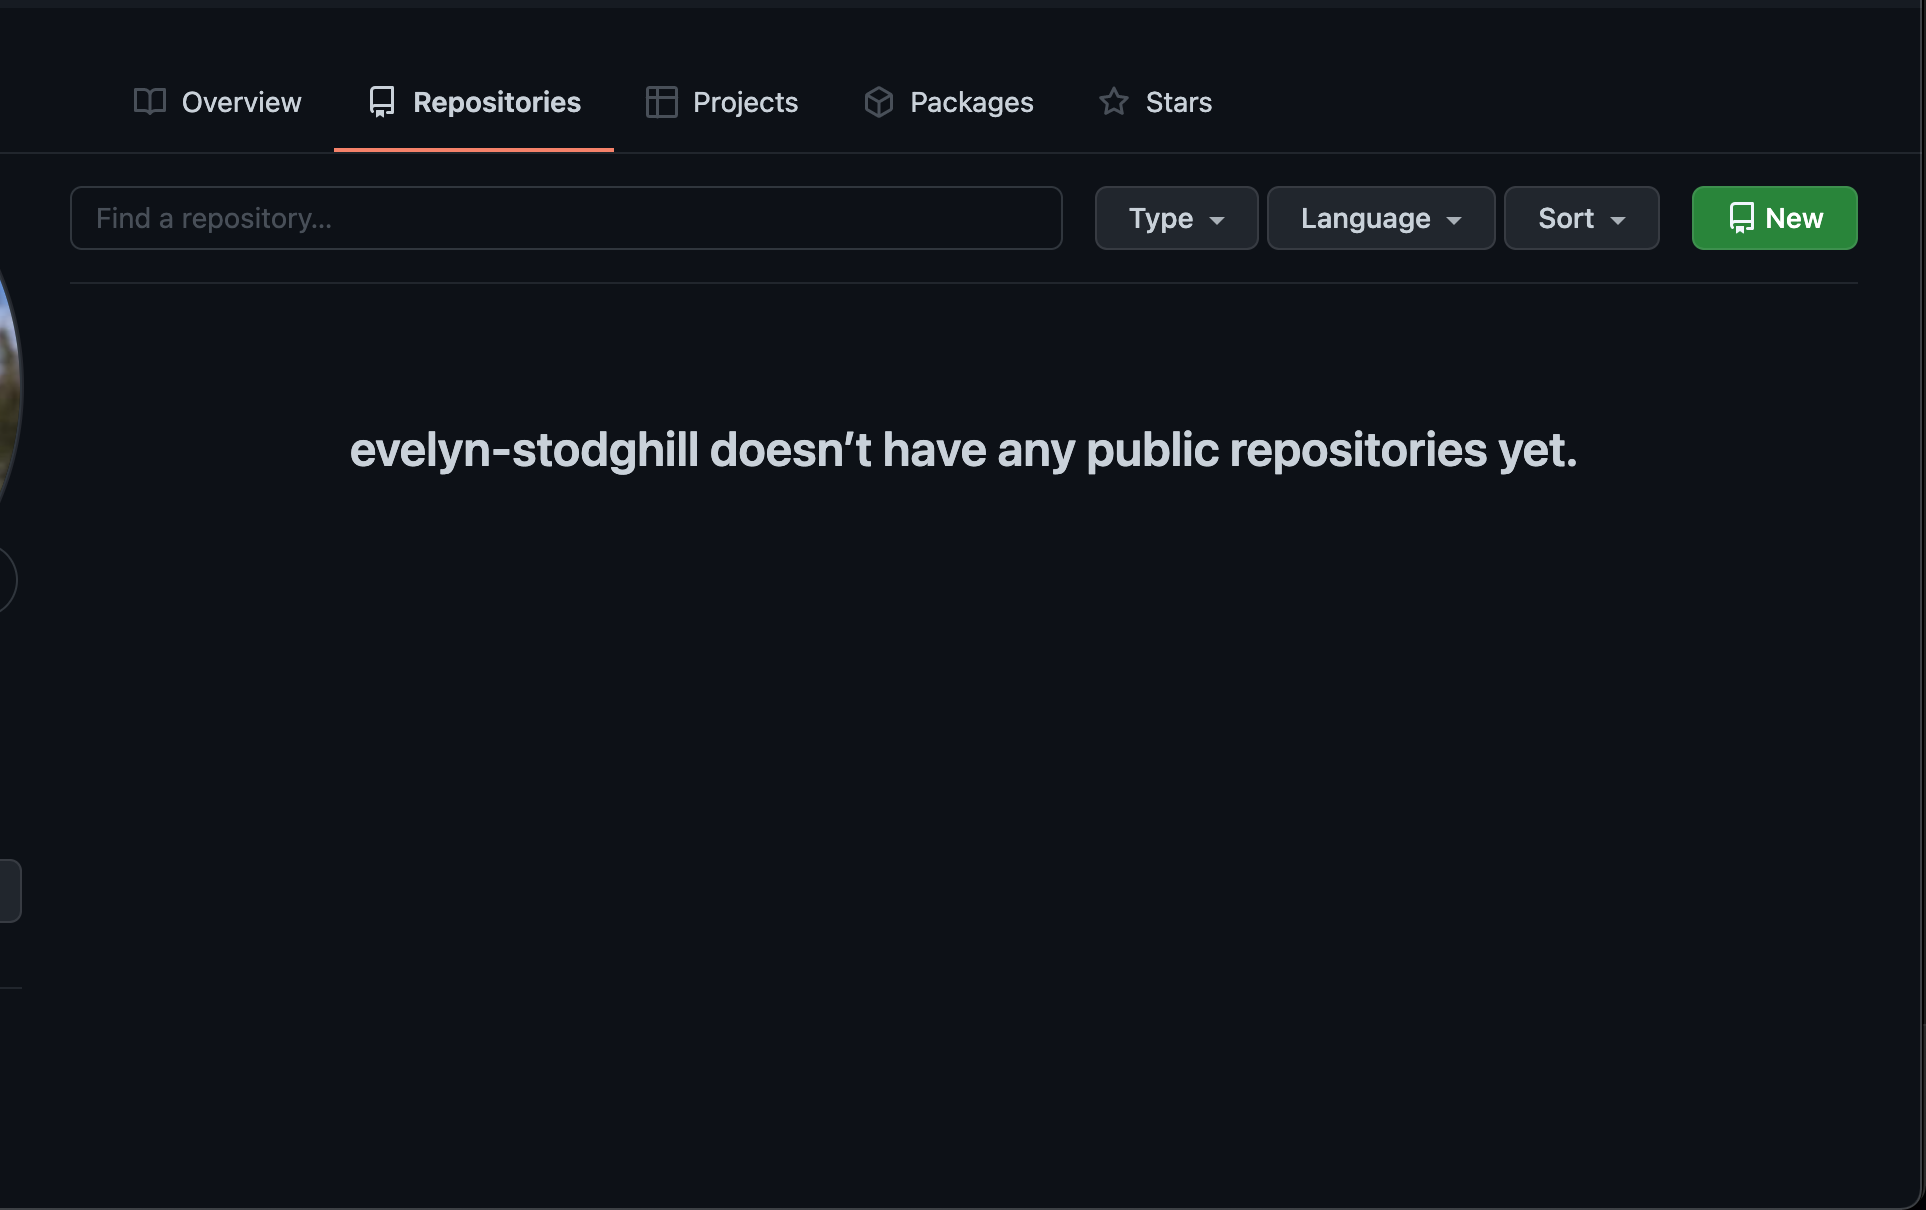 Overview Repositories Projects Packages Stars
Find a repository... Type Language Sort New
evelyn-stodghill doesn’t have any public repositories yet.